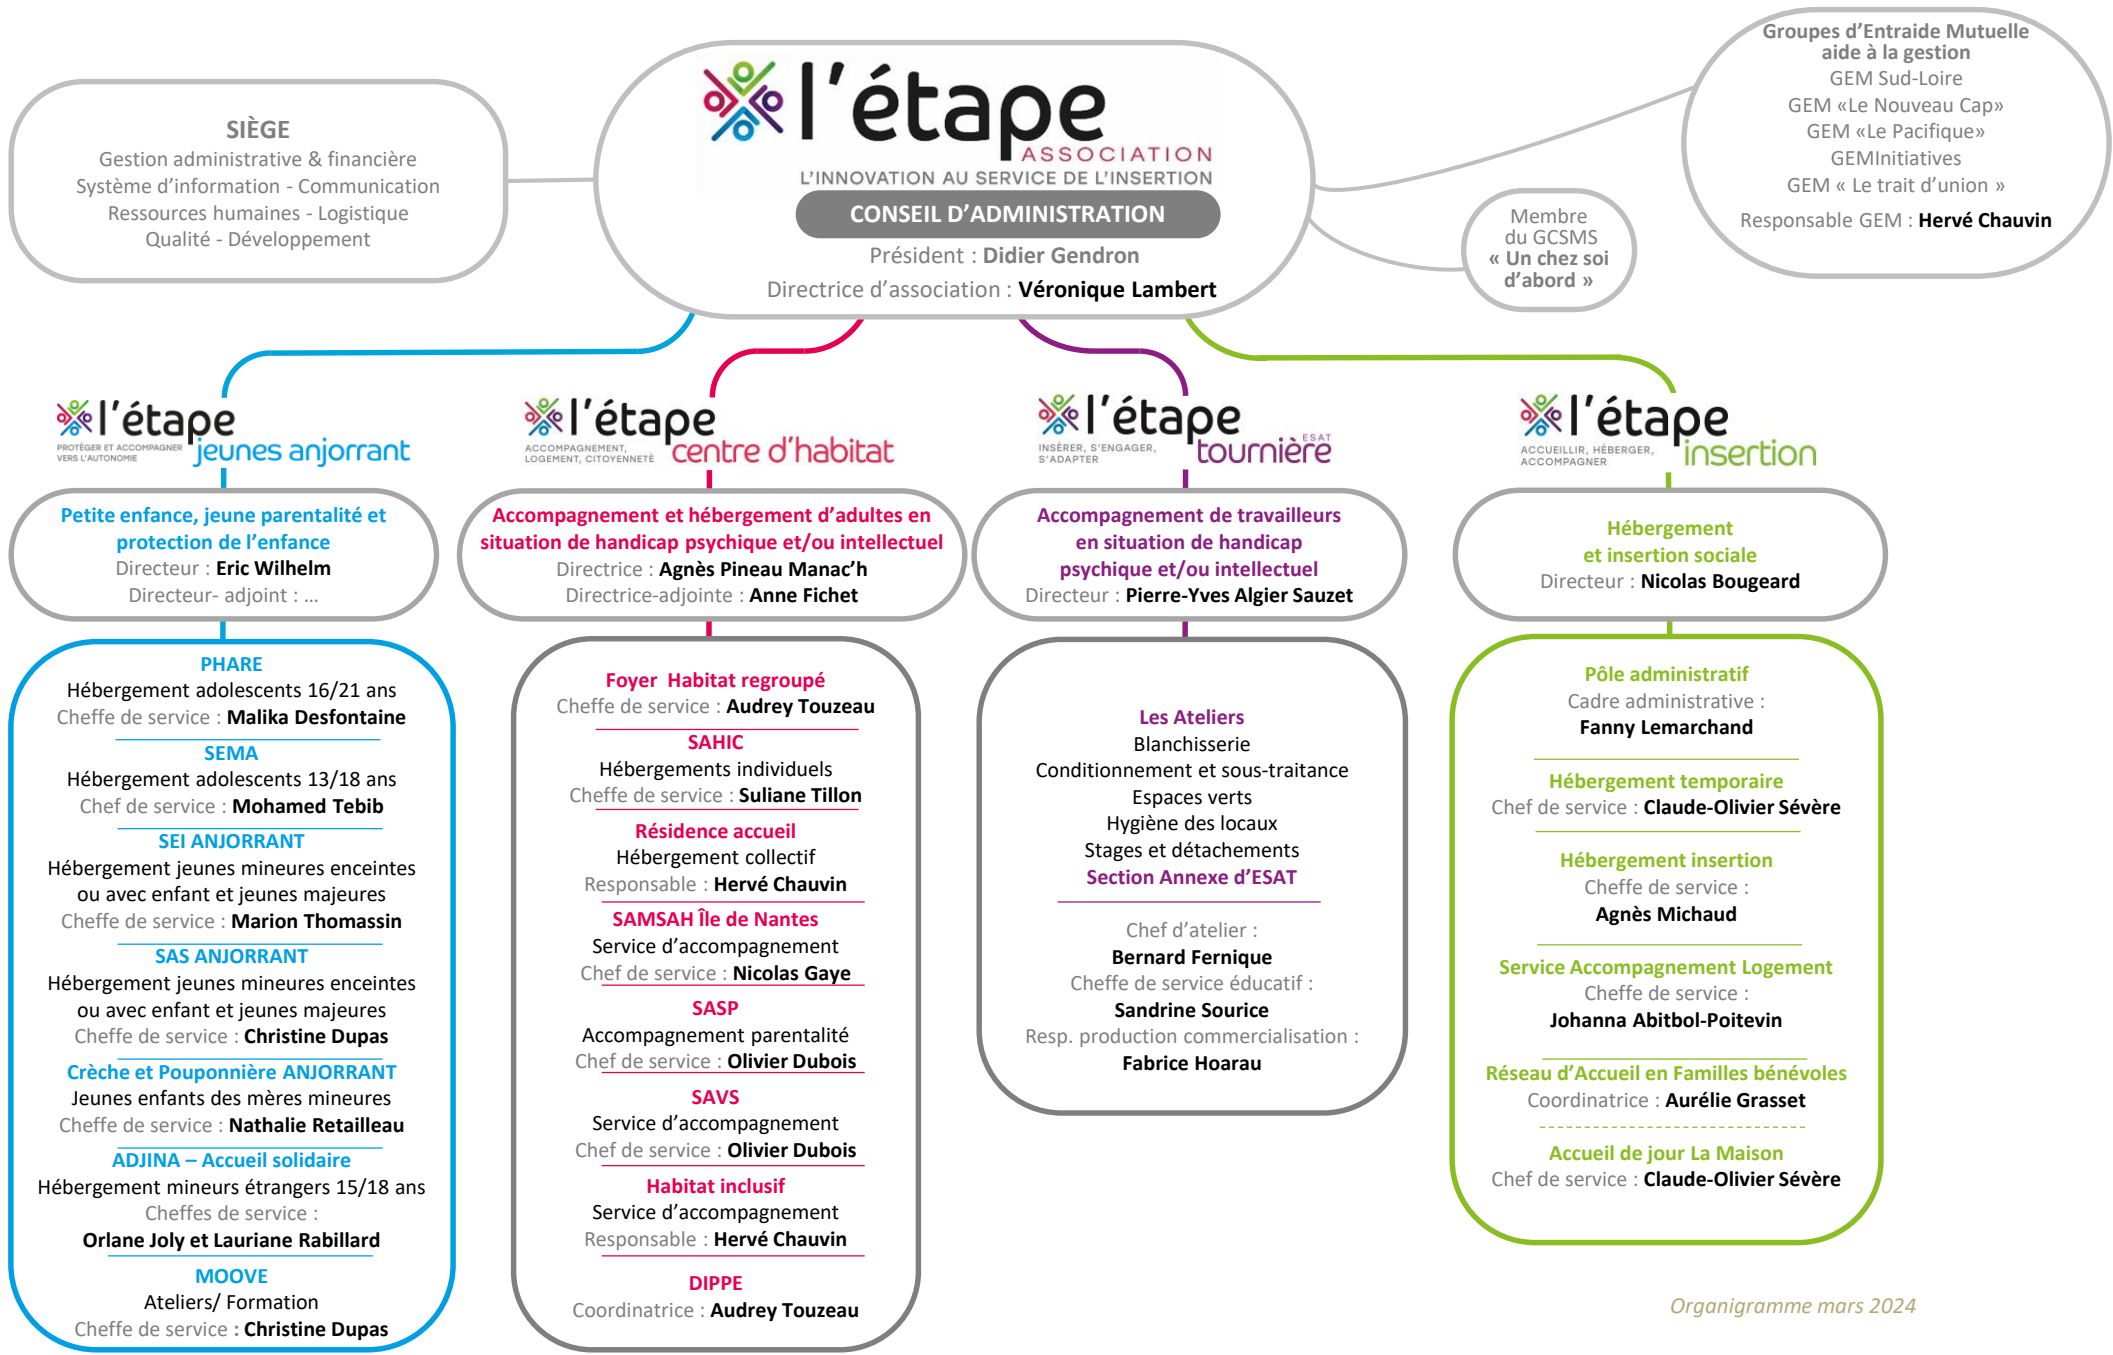 SIÈGE
Gestion administrative & financière
Système d'information - Communication
Ressources humaines - Logistique
Qualité - Développement
l'étape
ASSOCIATION
L'INNOVATION AU SERVICE DE L'INSERTION
CONSEIL D'ADMINISTRATION
Président : Didier Gendron
Directrice d'association : Véronique Lambert
Groupes d'Entraide Mutuelle
aide à la gestion
GEM Sud-Loire
GEM «Le Nouveau Cap»
GEM «Le Pacifique»
GEMInitiatives
GEM « Le trait d'union »
Responsable GEM : Hervé Chauvin
Membre
du GCSMS
« Un chez soi
d'abord »
l'étape
PROTÉGER ET ACCOMPAGNER
VERS L'AUTONOMIE
jeunes anjorrant
Petite enfance, jeune parentalité et
protection de l'enfance
Directeur : Eric Wilhelm
Directeur- adjoint : ...
PHARE
Hébergement adolescents 16/21 ans
Cheffe de service : Malika Desfontaine
SEMA
Hébergement adolescents 13/18 ans
Chef de service : Mohamed Tebib
SEI ANJORRANT
Hébergement jeunes mineures enceintes
ou avec enfant et jeunes majeures
Cheffe de service : Marion Thomassin
SAS ANJORRANT
Hébergement jeunes mineures enceintes
ou avec enfant et jeunes majeures
Cheffe de service : Christine Dupas
Crèche et Pouponnière ANJORRANT
Jeunes enfants des mères mineures
Cheffe de service : Nathalie Retailleau
ADJINA – Accueil solidaire
Hébergement mineurs étrangers 15/18 ans
Cheffes de service :
Orlane Joly et Lauriane Rabillard
MOOVE
Ateliers/ Formation
Cheffe de service : Christine Dupas
l'étape
ACCOMPAGNEMENT,
LOGEMENT, CITOYENNETÉ
centre d'habitat
Accompagnement et hébergement d'adultes en
situation de handicap psychique et/ou intellectuel
Directrice : Agnès Pineau Manac'h
Directrice-adjointe : Anne Fichet
Foyer Habitat regroupé
Cheffe de service : Audrey Touzeau
SAHIC
Hébergements individuels
Cheffe de service : Suliane Tillon
Résidence accueil
Hébergement collectif
Responsable : Hervé Chauvin
SAMSAH Île de Nantes
Service d'accompagnement
Chef de service : Nicolas Gaye
SASP
Accompagnement parentalité
Chef de service : Olivier Dubois
SAVS
Service d'accompagnement
Chef de service : Olivier Dubois
Habitat inclusif
Service d'accompagnement
Responsable : Hervé Chauvin
DIPPE
Coordinatrice : Audrey Touzeau
l'étape
INSÉRER, S'ENGAGER,
S'ADAPTER
ESAT
tournière
Accompagnement de travailleurs
en situation de handicap
psychique et/ou intellectuel
Directeur : Pierre-Yves Algier Sauzet
Les Ateliers
Blanchisserie
Conditionnement et sous-traitance
Espaces verts
Hygiène des locaux
Stages et détachements
Section Annexe d'ESAT
Chef d'atelier :
Bernard Fernique
Cheffe de service éducatif :
Sandrine Sourice
Resp. production commercialisation :
Fabrice Hoarau
l'étape
ACCUEILLIR, HÉBERGER,
ACCOMPAGNER
insertion
Hébergement
et insertion sociale
Directeur : Nicolas Bougeard
Pôle administratif
Cadre administrative :
Fanny Lemarchand
Hébergement temporaire
Chef de service : Claude-Olivier Sévère
Hébergement insertion
Cheffe de service :
Agnès Michaud
Service Accompagnement Logement
Cheffe de service :
Johanna Abitbol-Poitevin
Réseau d'Accueil en Familles bénévoles
Coordinatrice : Aurélie Grasset
Accueil de jour La Maison
Chef de service : Claude-Olivier Sévère
Organigramme mars 2024